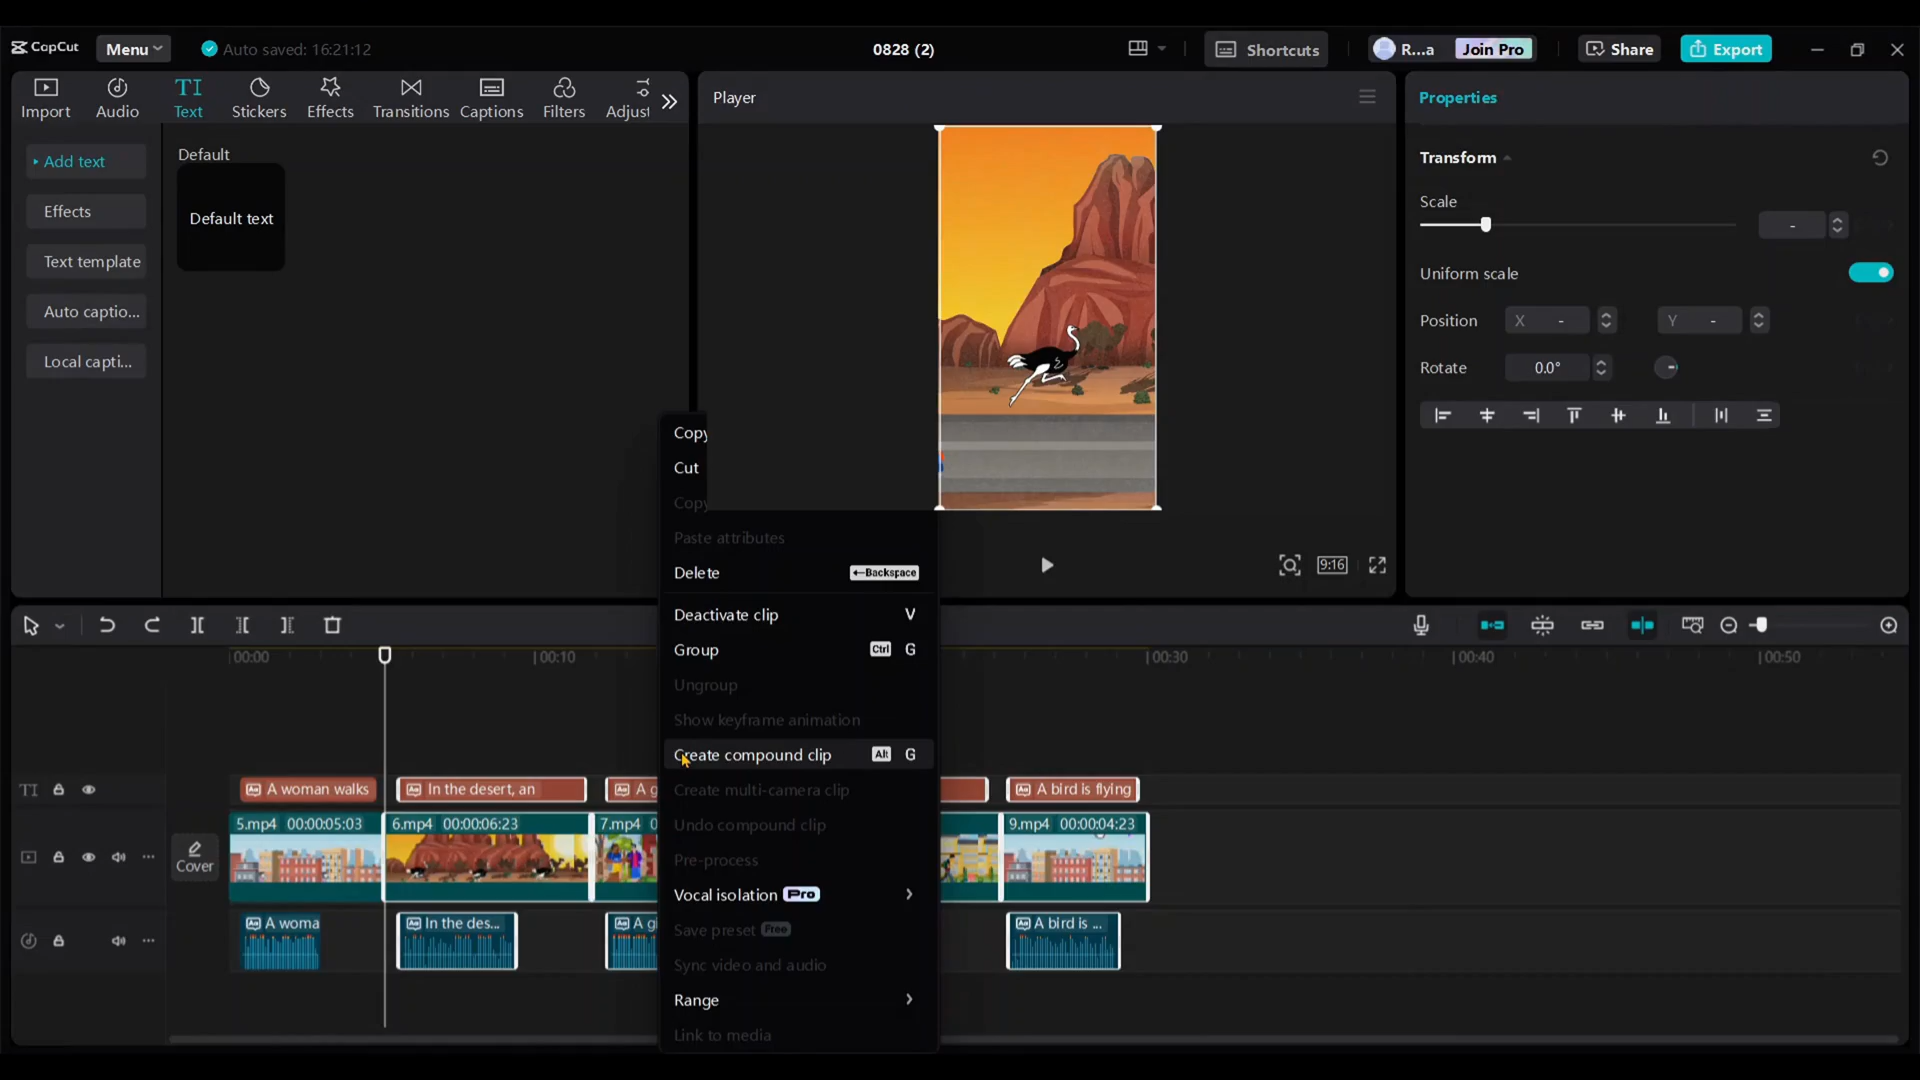 CapCut
Menu
Auto saved: 16:21:12
0828 (2)
Shortcuts
R...a
Join Pro
Share
Export
Import
Audio
TI
Text
Stickers
Effects
Transitions
Captions
Filters
Adjust
Player
Properties
Add text
Effects
Text template
Auto captio...
Local capti...
Default
Default text
Transform
Scale
-
Uniform scale
Position
X -
Y -
Rotate
0.0°
9:16
Copy
Cut
Copy
Paste attributes
Delete
←Backspace
Deactivate clip V
Group Ctrl G
Ungroup
Show keyframe animation
Create compound clip Alt G
Create multi-camera clip
Undo compound clip
Pre-process
Vocal isolation Pro
Save preset Free
Sync video and audio
Range
Link to media
00:00
00:10
00:30
00:40
00:50
TI
A woman walks
In the desert, an
A g
A bird is flying
Cover
5.mp4 00:00:05:03
6.mp4 00:00:06:23
7.mp4 0
9.mp4 00:00:04:23
A woma
In the des...
A gi
A bird is ...